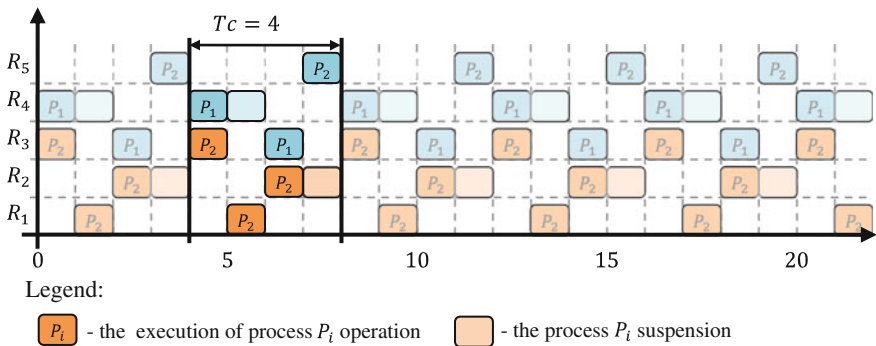 Tc = 4
R5 P2 P2 P2 P2 P2
R4 P1 P1 P1 P1 P1 P1
R3 P2 P1 P2 P1 P2 P1 P2 P1 P2 P1 P2
R2 P2 P2 P2 P2 P2
R1 P2 P2 P2 P2 P2 P2
0 5 10 15 20
Legend:
Pi - the execution of process Pi operation - the process Pi suspension